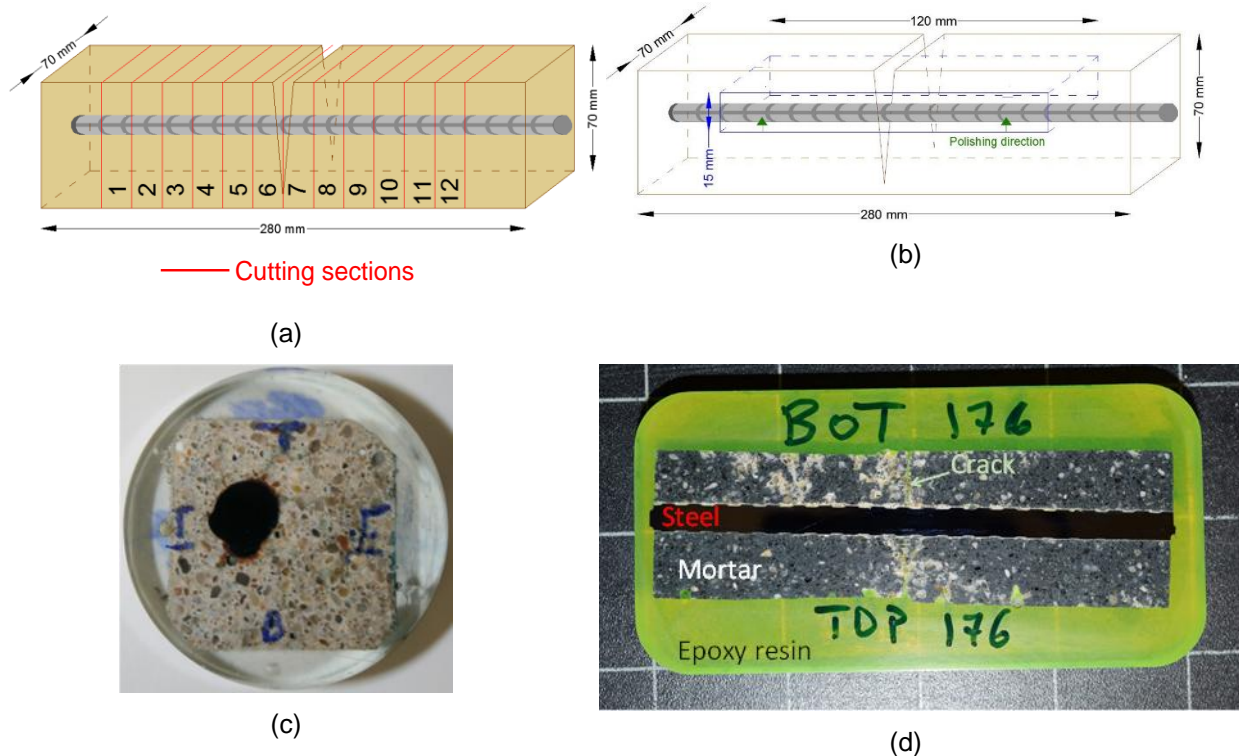 70 mm
70 mm
1 2 3 4 5 6 7 8 9 10 11 12
280 mm
Cutting sections
(a)
120 mm
70 mm
70 mm
15 mm
Polishing direction
280 mm
(b)
T
L
D
(c)
BOT 176
Crack
Steel
Mortar
TOP 176
Epoxy resin
(d)